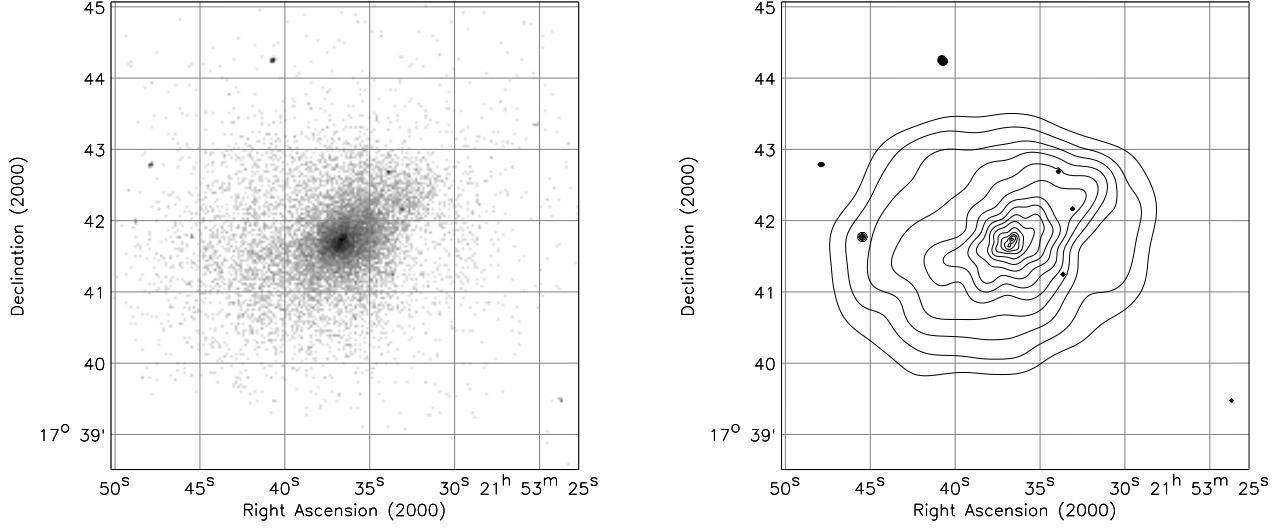 45
44
43
42
41
40
17° 39'
Declination (2000)
50ˢ 45ˢ 40ˢ 35ˢ 30ˢ 21ʰ 53ᵐ 25ˢ
Right Ascension (2000)
45
44
43
42
41
40
17° 39'
Declination (2000)
50ˢ 45ˢ 40ˢ 35ˢ 30ˢ 21ʰ 53ᵐ 25ˢ
Right Ascension (2000)